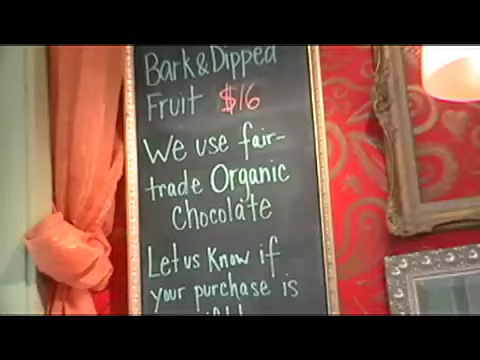 Bark & Dipped
Fruit $16
We use fair-
trade Organic
Chocolate
Let us Know if
your purchase is